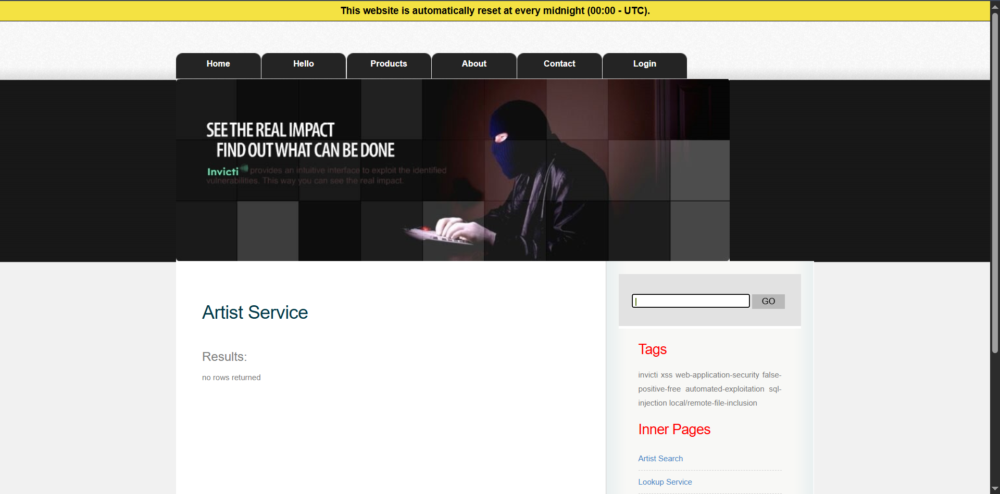 This website is automatically reset at every midnight (00:00 - UTC).
Home
Hello
Products
About
Contact
Login
SEE THE REAL IMPACT
FIND OUT WHAT CAN BE DONE
Invicti provides an intuitive interface to exploit the identified
vulnerabilities. This way you can see the real impact.
Artist Service
Results:
no rows returned
GO
Tags
invicti xss web-application-security false-
positive-free automated-exploitation sql-
injection local/remote-file-inclusion
Inner Pages
Artist Search
Lookup Service